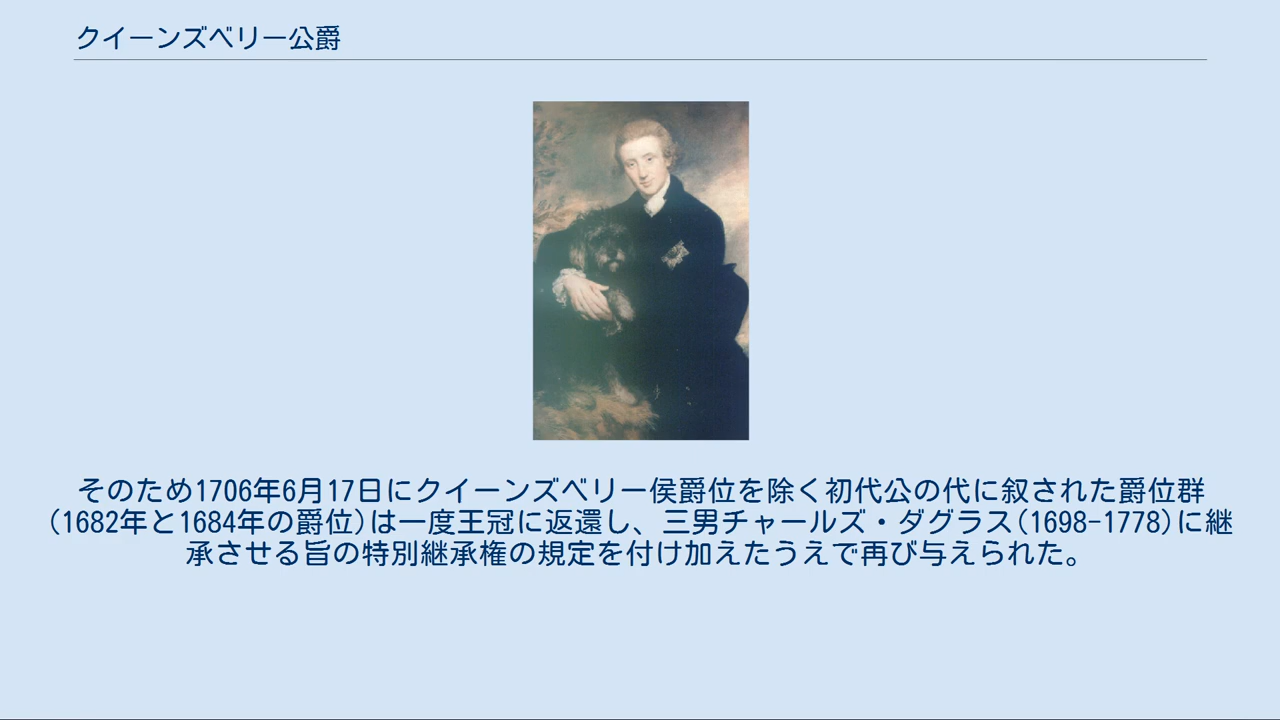 クイーンズベリー公爵
そのため1706年6月17日にクイーンズベリー侯爵位を除く初代公の代に叙された爵位群
(1682年と1684年の爵位)は一度王冠に返還し、三男チャールズ・ダグラス(1698-1778)に継
承させる旨の特別継承権の規定を付け加えたうえで再び与えられた。